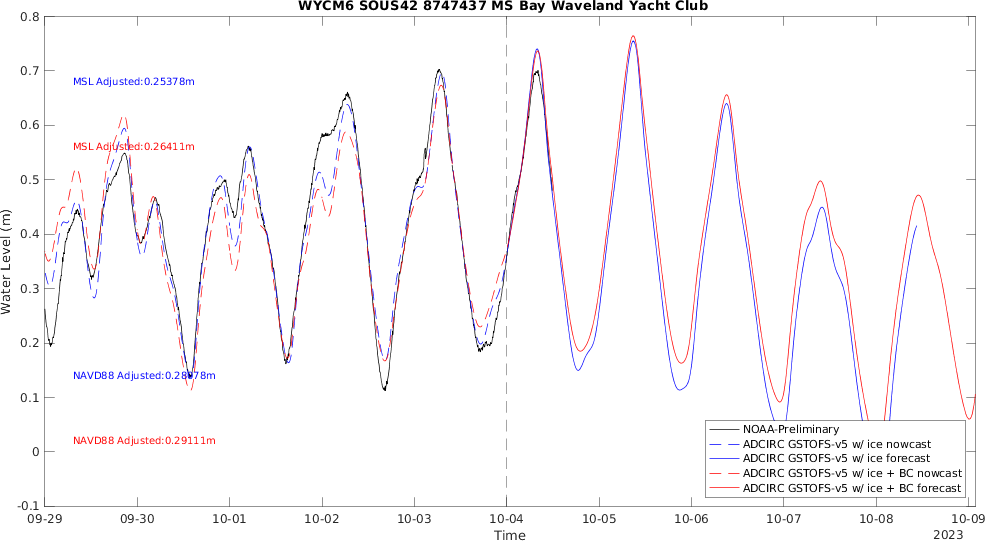 WYCM6 SOUS42 8747437 MS Bay Waveland Yacht Club
0.8
0.7
0.6
0.5
0.4
0.3
0.2
0.1
0
-0.1
Water Level (m)
MSL Adjusted:0.25378m
MSL Adjusted:0.26411m
NAVD88 Adjusted:
NAVD88 Adjusted:0.29111m
NOAA-Preliminary
ADCIRC GSTOFS-v5 w/ ice nowcast
ADCIRC GSTOFS-v5 w/ ice forecast
ADCIRC GSTOFS-v5 w/ ice + BC nowcast
ADCIRC GSTOFS-v5 w/ ice + BC forecast
09-29 09-30 10-01 10-02 10-03 10-04 10-05 10-06 10-07 10-08 10-09
Time
2023